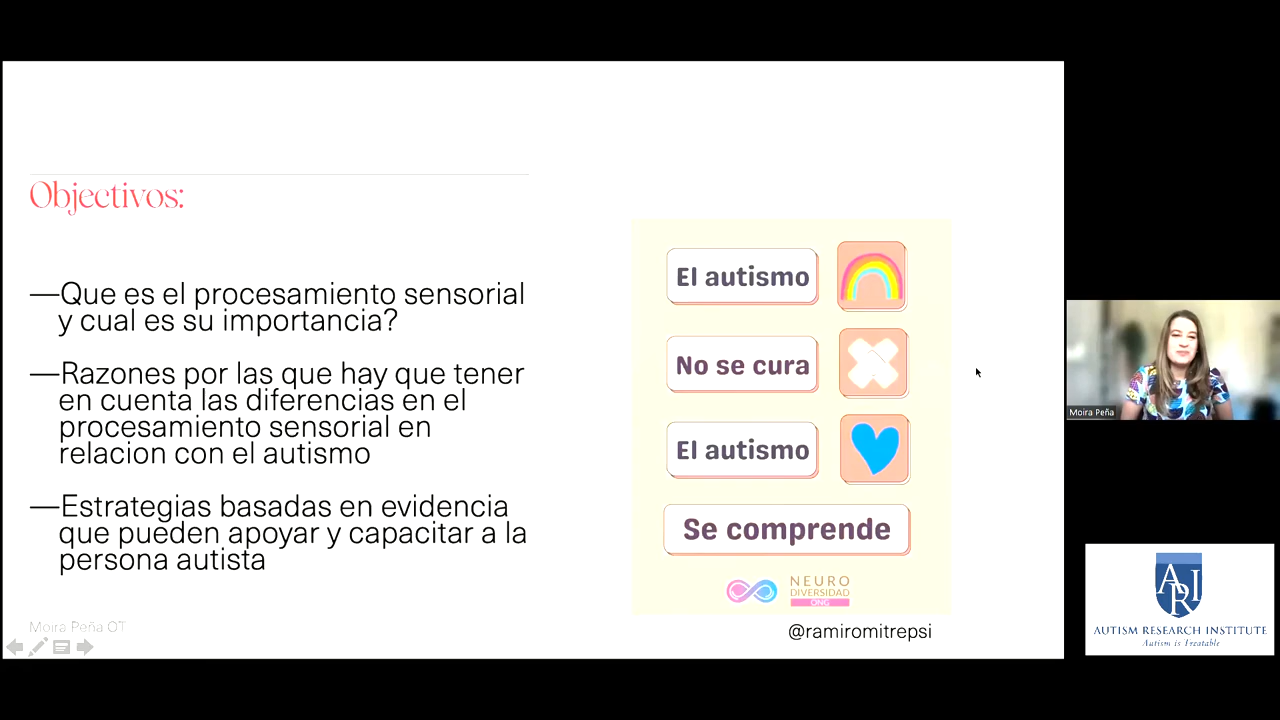 Objectivos:
—Que es el procesamiento sensorial
y cual es su importancia?
—Razones por las que hay que tener
en cuenta las diferencias en el
procesamiento sensorial en
relacion con el autismo
—Estrategias basadas en evidencia
que pueden apoyar y capacitar a la
persona autista
Moira Peña OT
El autismo
No se cura
El autismo
Se comprende
NEURO
DIVERSIDAD
ONG
@ramiromitrepsi
Moira Peña
ARI
AUTISM RESEARCH INSTITUTE
Autism is Treatable